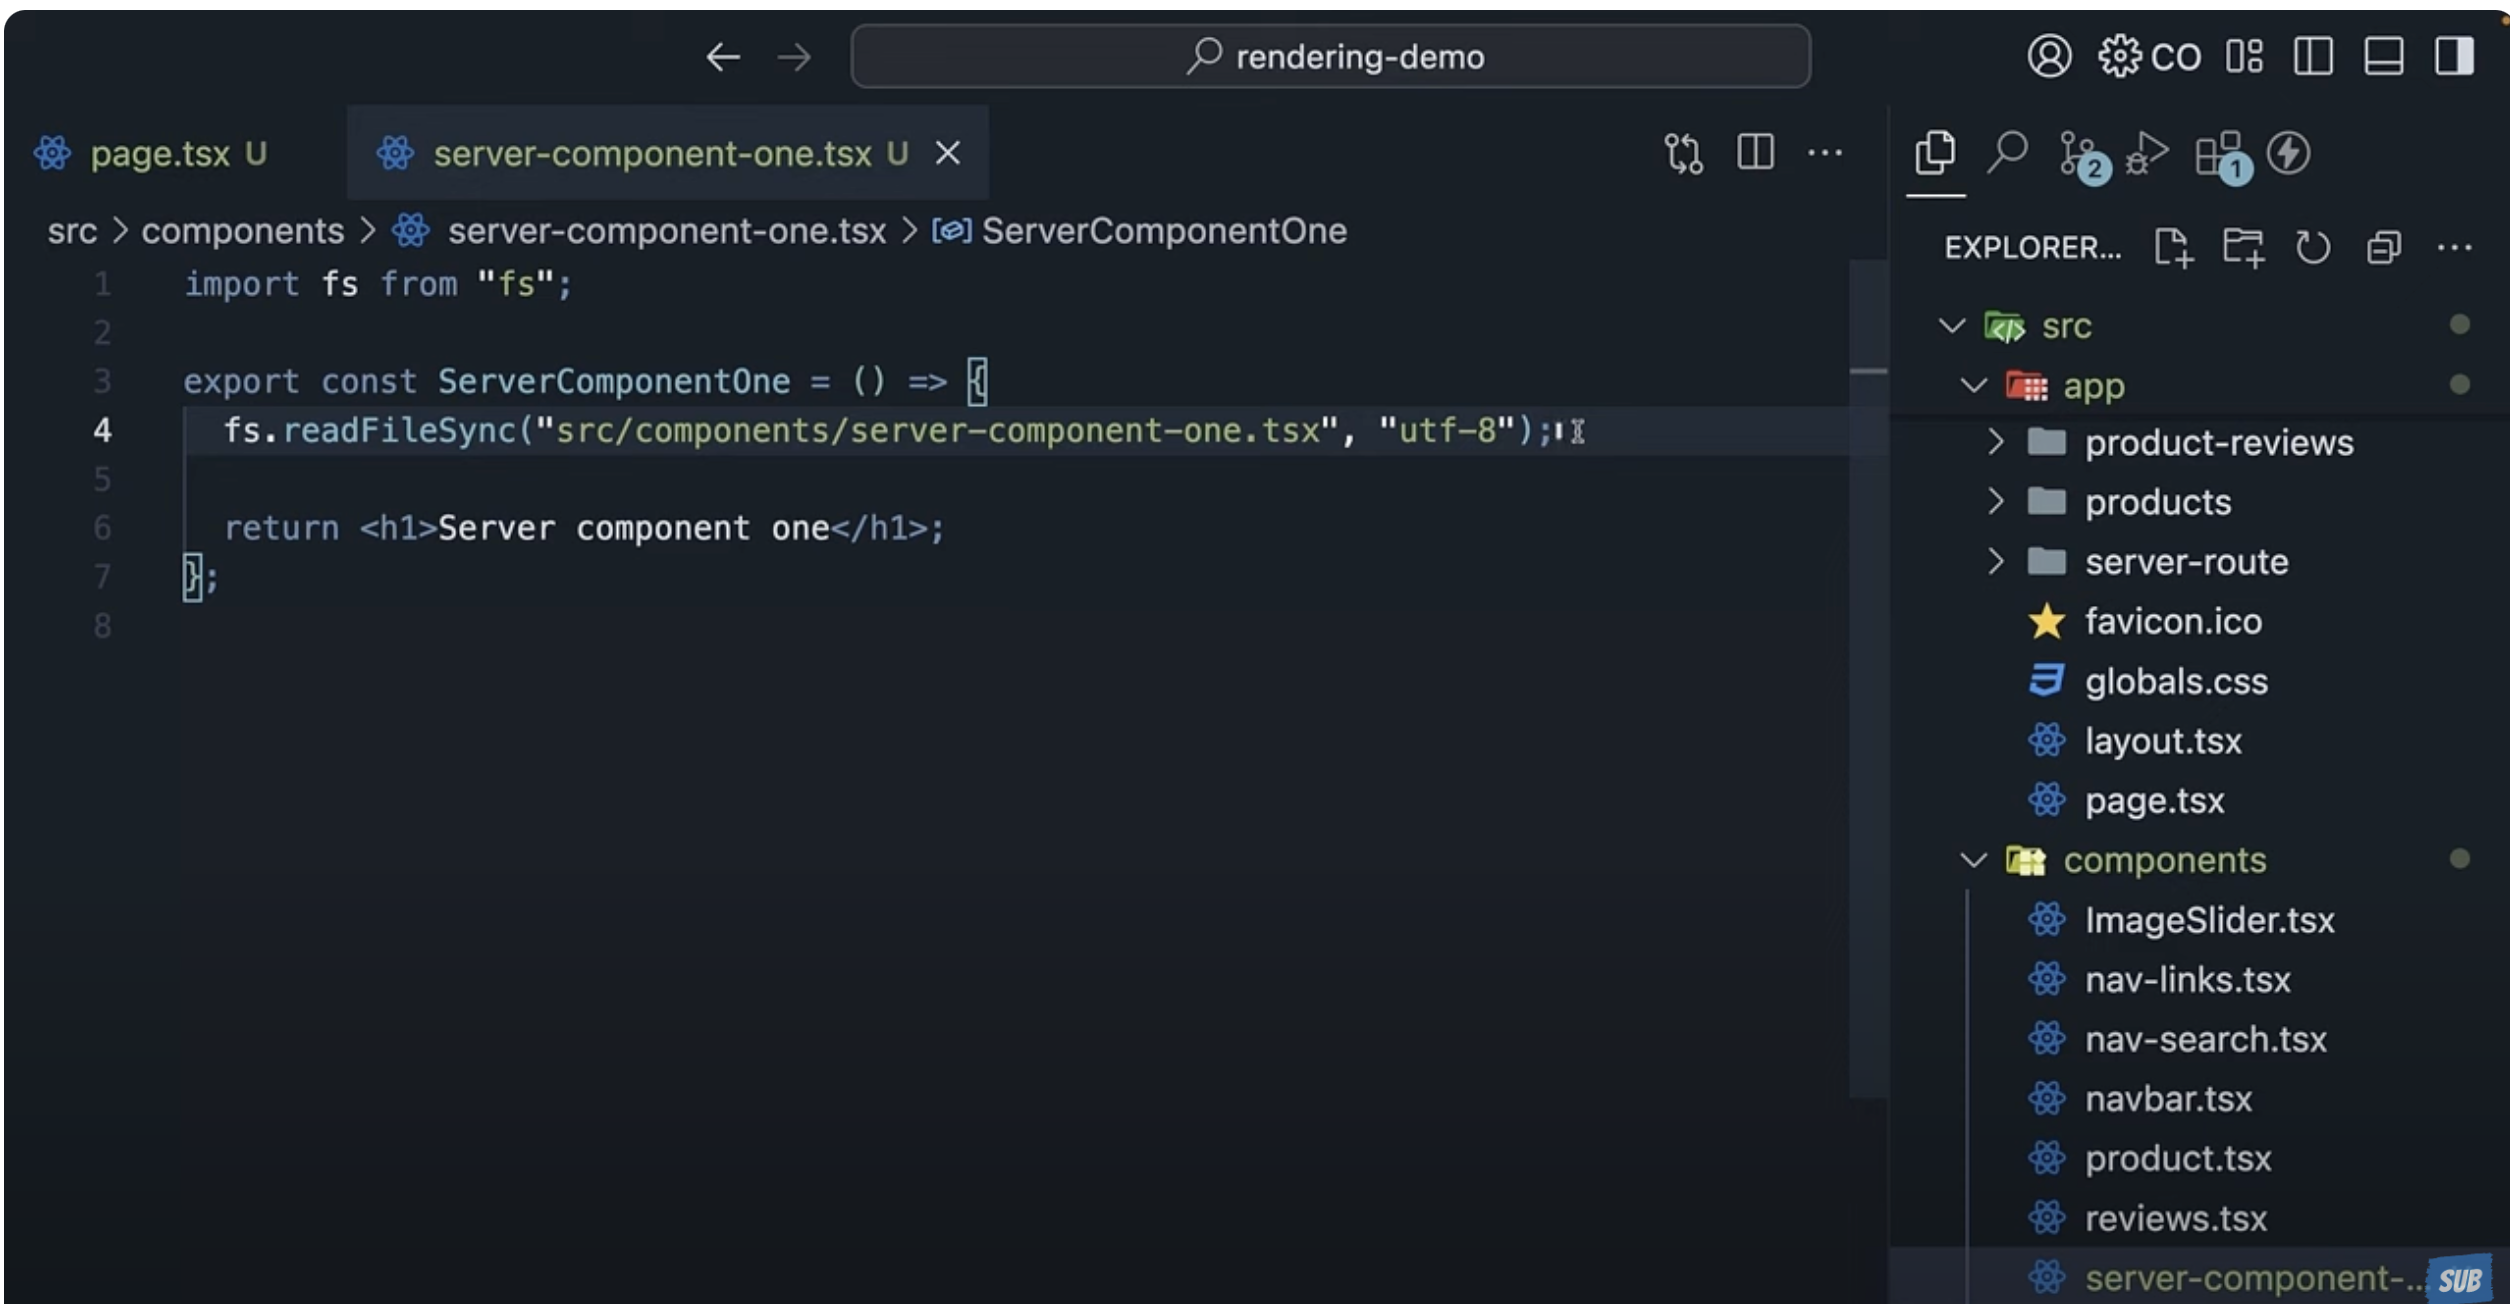 rendering-demo
CO
page.tsx U
server-component-one.tsx U
2
1
src > components > server-component-one.tsx > ServerComponentOne
EXPLORER...
1 import fs from "fs";
2
3 export const ServerComponentOne = () => {
4 fs.readFileSync("src/components/server-component-one.tsx", "utf-8");
5
6 return <h1>Server component one</h1>;
7 };
8
src
app
product-reviews
products
server-route
favicon.ico
globals.css
layout.tsx
page.tsx
components
ImageSlider.tsx
nav-links.tsx
nav-search.tsx
navbar.tsx
product.tsx
reviews.tsx
server-component-...
SUB